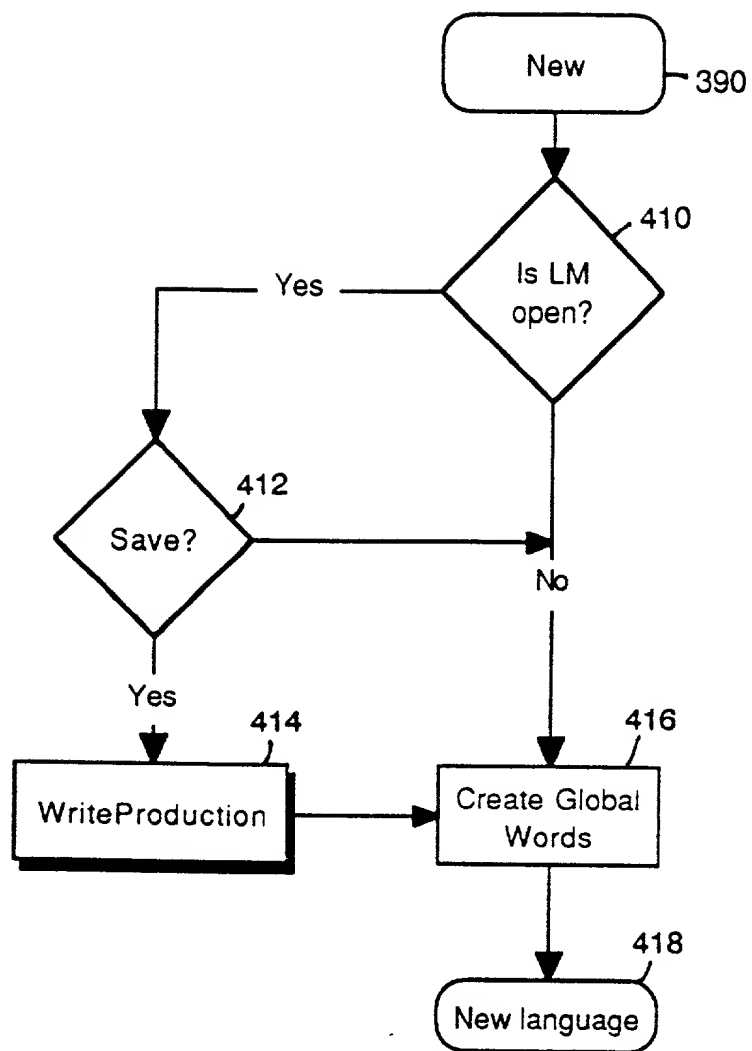 New
390
410
Is LM
open?
Yes
412
Save?
No
Yes
414
416
WriteProduction
Create Global
Words
418
New language